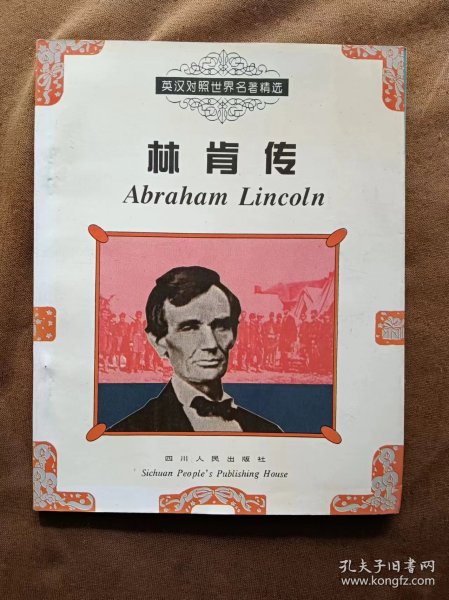 英汉对照世界名著精选
林肯传
Abraham Lincoln
四川人民出版社
Sichuan People's Publishing House
孔夫子旧书网
www.kongfz.com